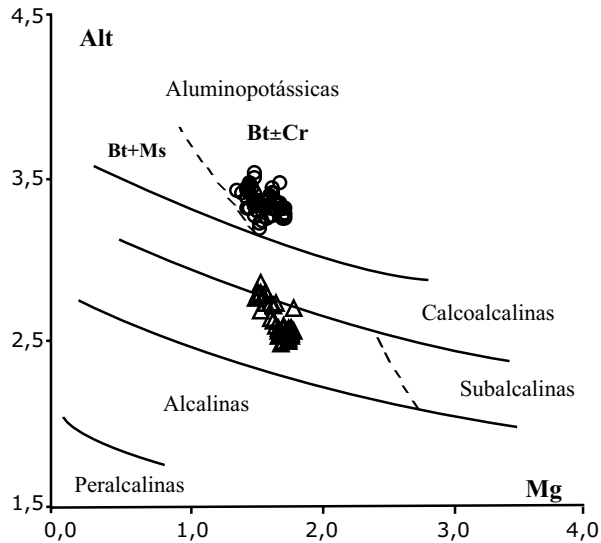 4,5
Alt
Aluminopotássicas
Bt±Cr
Bt+Ms
3,5
Calcoalcalinas
2,5
Subalcalinas
Alcalinas
Peralcalinas
Mg
1,5
0,0 1,0 2,0 3,0 4,0